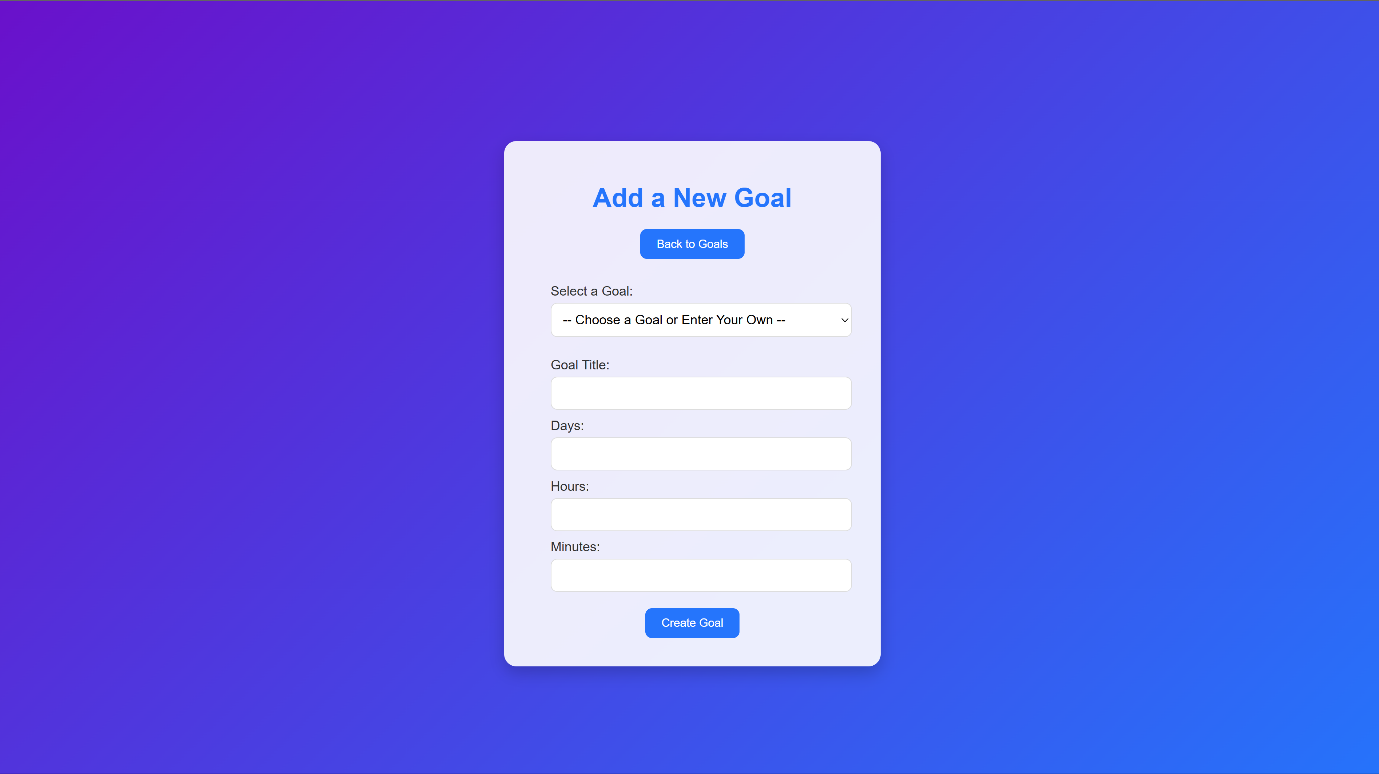 Add a New Goal
Back to Goals
Select a Goal:
-- Choose a Goal or Enter Your Own --
Goal Title:
Days:
Hours:
Minutes:
Create Goal